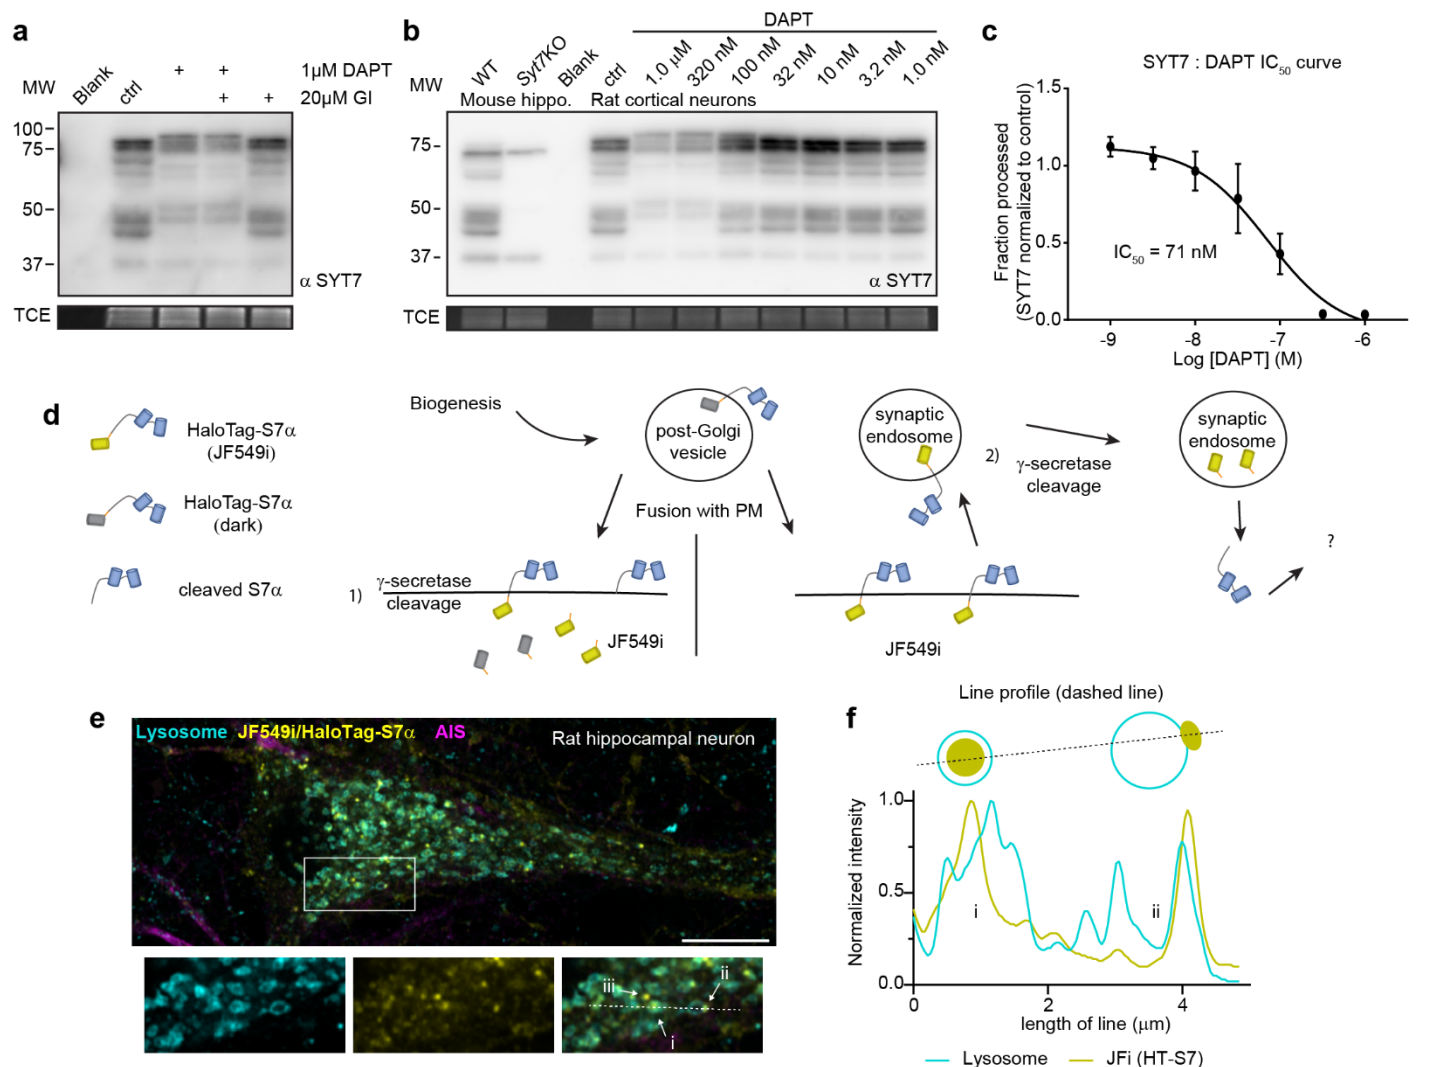 a
MW
Blank
ctrl
+ +
1μM DAPT
+ +
20μM GI
100
75
50
37
α SYT7
TCE
b
DAPT
MW
WT
Syt7KO
Blank
ctrl
1.0 μM
320 nM
100 nM
32 nM
10 nM
3.2 nM
1.0 nM
Mouse hippo.
Rat cortical neurons
75
50
37
α SYT7
TCE
c
SYT7 : DAPT IC50 curve
Fraction processed
(SYT7 normalized to control)
1.5
1.0
0.5
0.0
IC50 = 71 nM
-9 -8 -7 -6
Log [DAPT] (M)
d
HaloTag-S7α
(JF549i)
HaloTag-S7α
(dark)
cleaved S7α
Biogenesis
post-Golgi
vesicle
Fusion with PM
1)
γ-secretase
cleavage
JF549i
synaptic
endosome
JF549i
2)
γ-secretase
cleavage
synaptic
endosome
?
e
Lysosome JF549i/HaloTag-S7α AIS
Rat hippocampal neuron
iii
ii
i
f
Line profile (dashed line)
Normalized intensity
1.0
0.5
0.0
i
ii
0 2 4
length of line (μm)
Lysosome
JFi (HT-S7)